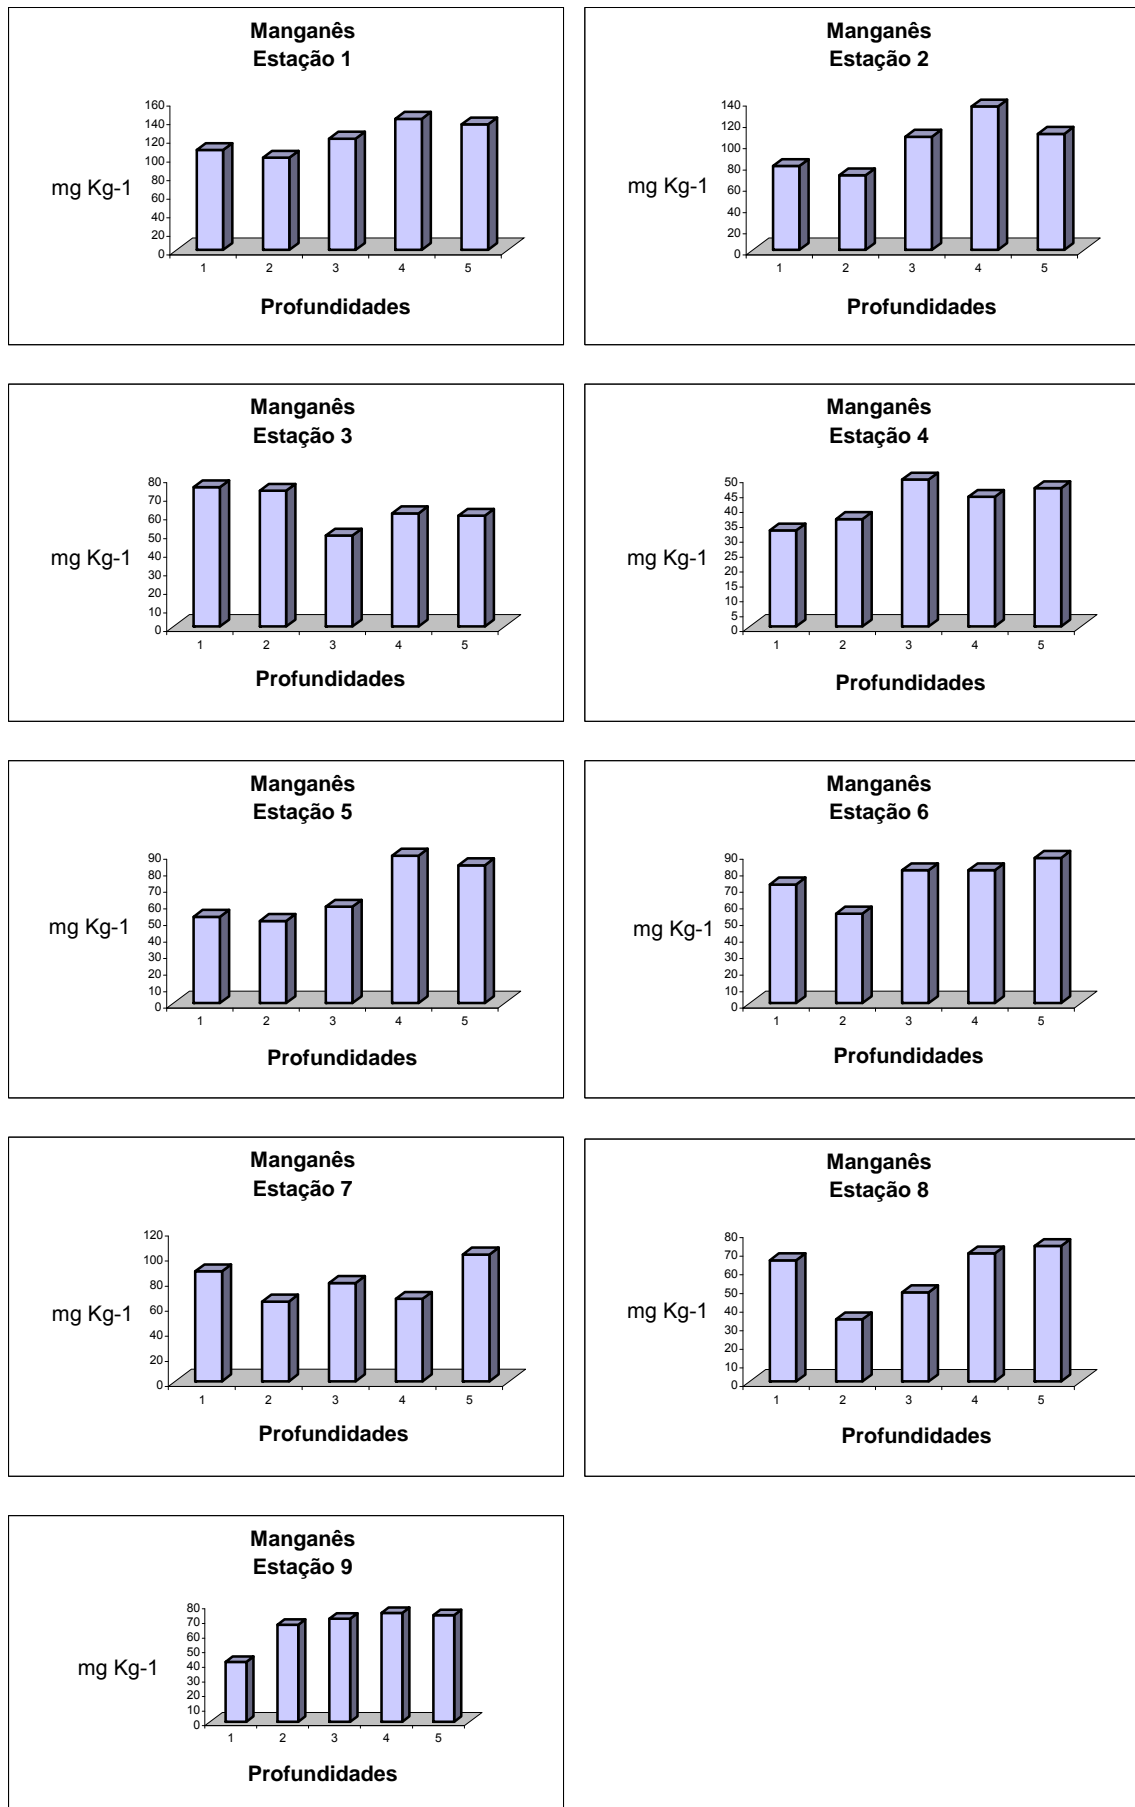 Manganês
Estação 1
160
140
120
100
80
60
40
20
0
mg Kg-1
1 2 3 4 5
Profundidades
Manganês
Estação 2
140
120
100
80
60
40
20
0
mg Kg-1
1 2 3 4 5
Profundidades
Manganês
Estação 3
80
70
60
50
40
30
20
10
0
mg Kg-1
1 2 3 4 5
Profundidades
Manganês
Estação 4
50
45
40
35
30
25
20
15
10
5
0
mg Kg-1
1 2 3 4 5
Profundidades
Manganês
Estação 5
90
80
70
60
50
40
30
20
10
0
mg Kg-1
1 2 3 4 5
Profundidades
Manganês
Estação 6
90
80
70
60
50
40
30
20
10
0
mg Kg-1
1 2 3 4 5
Profundidades
Manganês
Estação 7
120
100
80
60
40
20
0
mg Kg-1
1 2 3 4 5
Profundidades
Manganês
Estação 8
80
70
60
50
40
30
20
10
0
mg Kg-1
1 2 3 4 5
Profundidades
Manganês
Estação 9
80
70
60
50
40
30
20
10
0
mg Kg-1
1 2 3 4 5
Profundidades